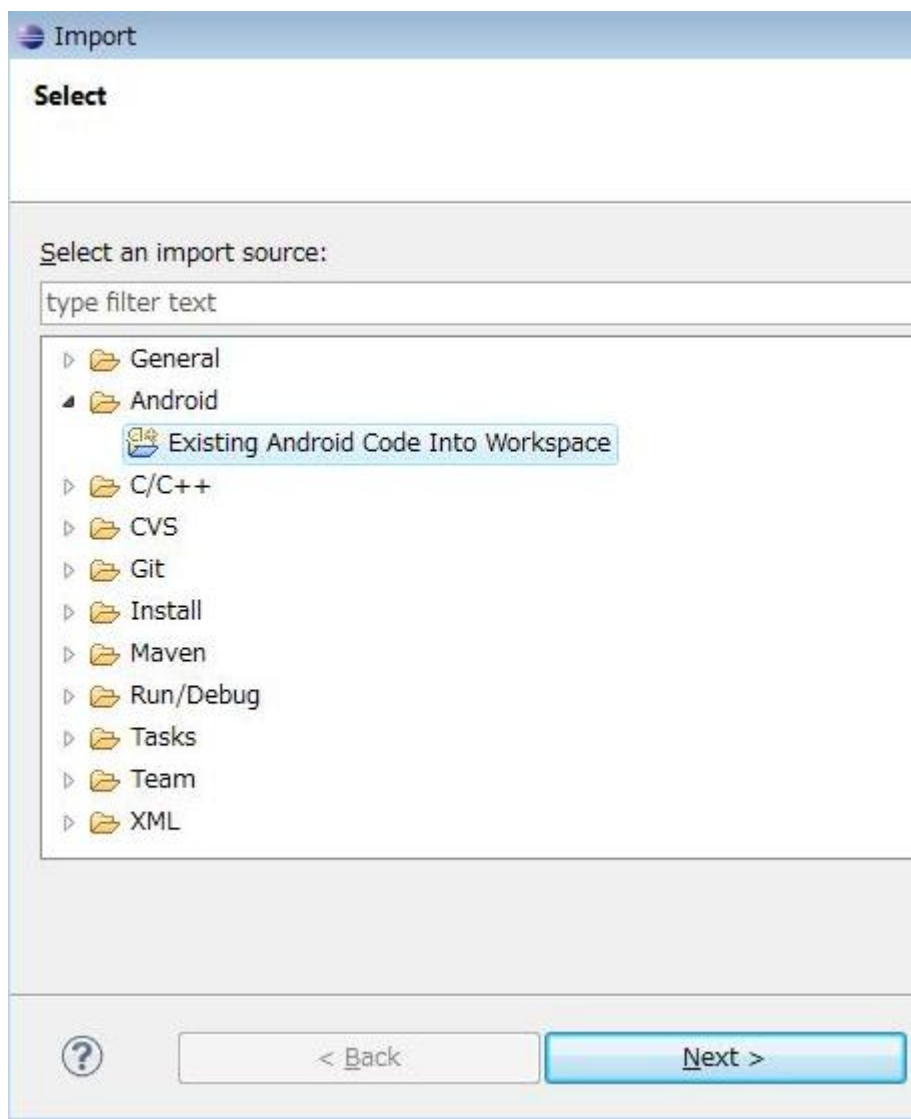 Import
Select
Select an import source:
type filter text
General
Android
Existing Android Code Into Workspace
C/C++
CVS
Git
Install
Maven
Run/Debug
Tasks
Team
XML
? < Back Next >